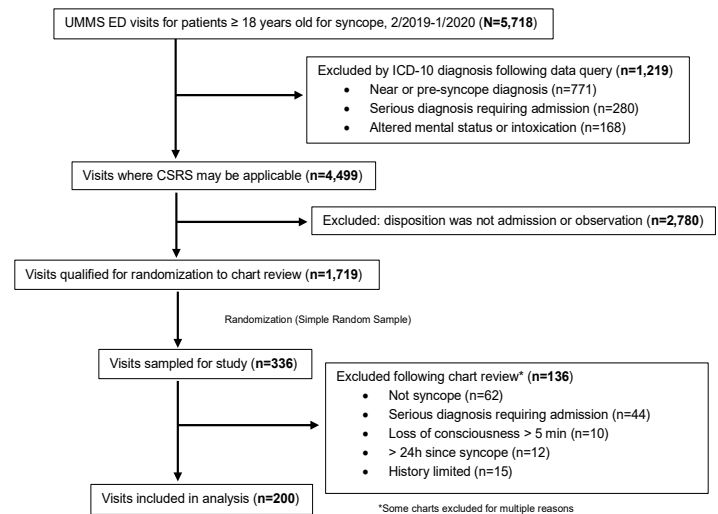 UMMS ED visits for patients ≥ 18 years old for syncope, 2/2019-1/2020 (N=5,718)
Excluded by ICD-10 diagnosis following data query (n=1,219)
• Near or pre-syncope diagnosis (n=771)
• Serious diagnosis requiring admission (n=280)
• Altered mental status or intoxication (n=168)
Visits where CSRS may be applicable (n=4,499)
Excluded: disposition was not admission or observation (n=2,780)
Visits qualified for randomization to chart review (n=1,719)
Randomization (Simple Random Sample)
Visits sampled for study (n=336)
Excluded following chart review* (n=136)
• Not syncope (n=62)
• Serious diagnosis requiring admission (n=44)
• Loss of consciousness > 5 min (n=10)
• > 24h since syncope (n=12)
• History limited (n=15)
Visits included in analysis (n=200)
*Some charts excluded for multiple reasons